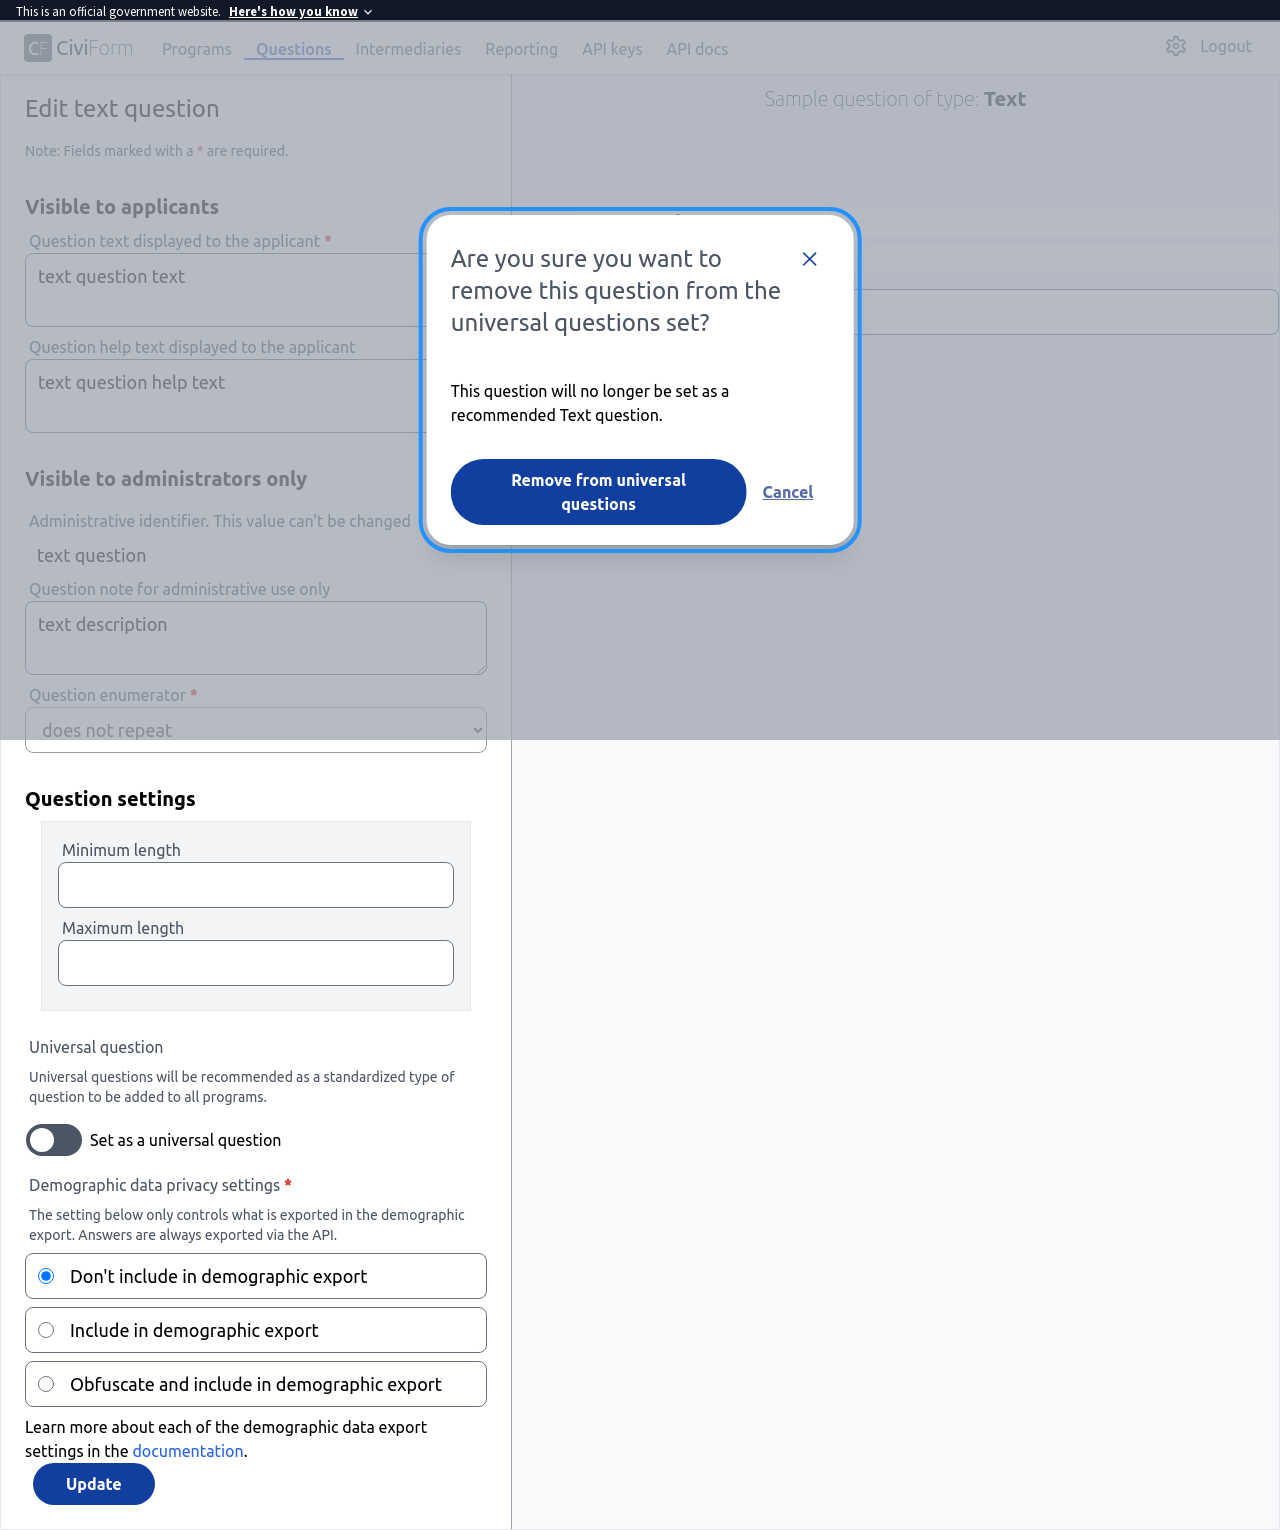 This is an official government website. Here's how you know
CF CiviForm Programs Questions Intermediaries Reporting API keys API docs Logout
Edit text question
Note: Fields marked with a * are required.
Visible to applicants
Question text displayed to the applicant *
text question text
Question help text displayed to the applicant
text question help text
Visible to administrators only
Administrative identifier. This value can't be changed
text question
Question note for administrative use only
text description
Question enumerator *
does not repeat
Question settings
Minimum length
Maximum length
Universal question
Universal questions will be recommended as a standardized type of
question to be added to all programs.
Set as a universal question
Demographic data privacy settings *
The setting below only controls what is exported in the demographic
export. Answers are always exported via the API.
Don't include in demographic export
Include in demographic export
Obfuscate and include in demographic export
Learn more about each of the demographic data export
settings in the documentation.
Update
Sample question of type: Text
Are you sure you want to
remove this question from the
universal questions set?
This question will no longer be set as a
recommended Text question.
Remove from universal
questions
Cancel